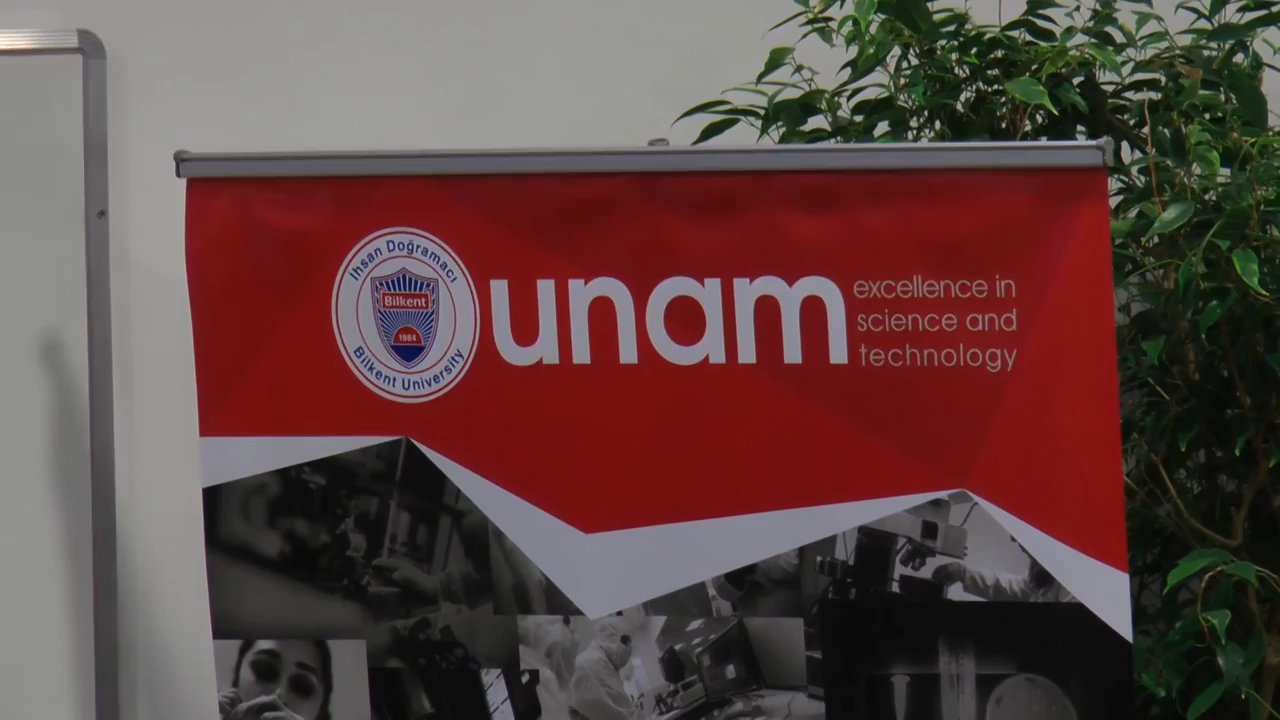 İhsan Doğramacı
Bilkent
1984
Bilkent University
unam
excellence in
science and
technology